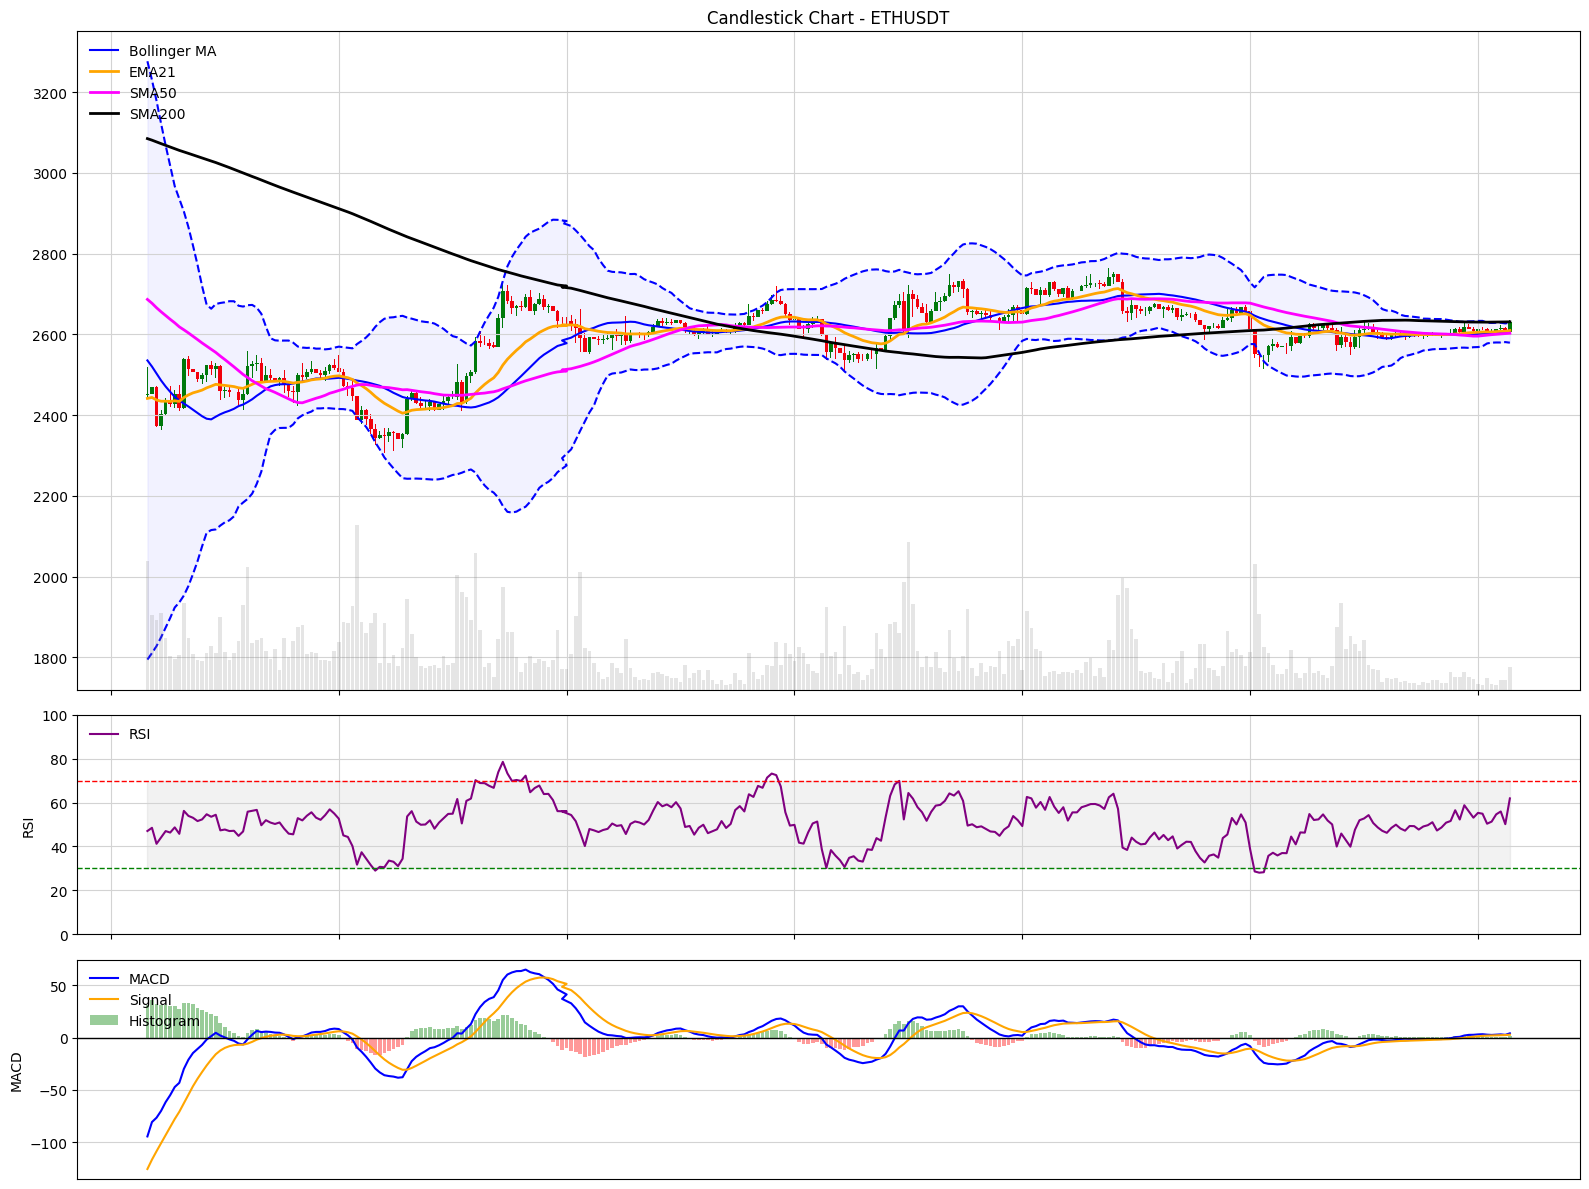 Candlestick Chart - ETHUSDT
Bollinger MA
EMA21
SMA50
SMA200
3200
3000
2800
2600
2400
2200
2000
1800
RSI
100
80
60
40
20
0
RSI
MACD
Signal
Histogram
50
0
−50
−100
MACD